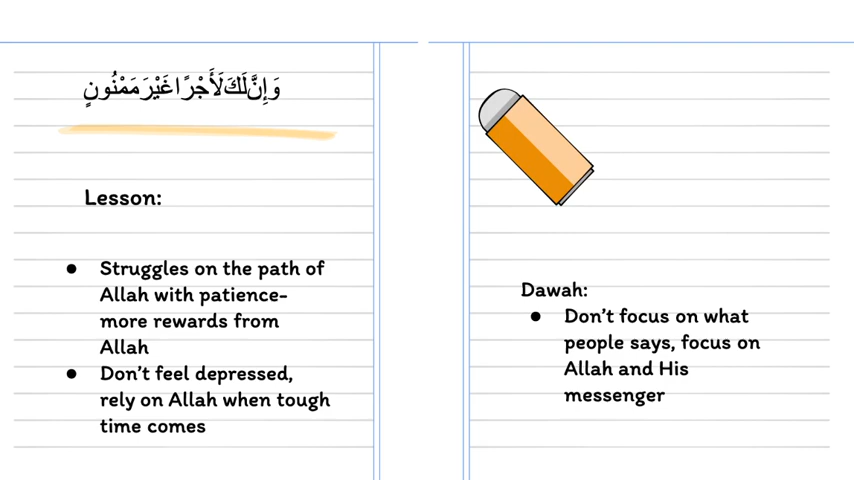 وَإِنَّ لَكَ لَأَجْرًا غَيْرَ مَمْنُونٍ
Lesson:
● Struggles on the path of
Allah with patience-
more rewards from
Allah
● Don't feel depressed,
rely on Allah when tough
time comes
Dawah:
● Don't focus on what
people says, focus on
Allah and His
messenger